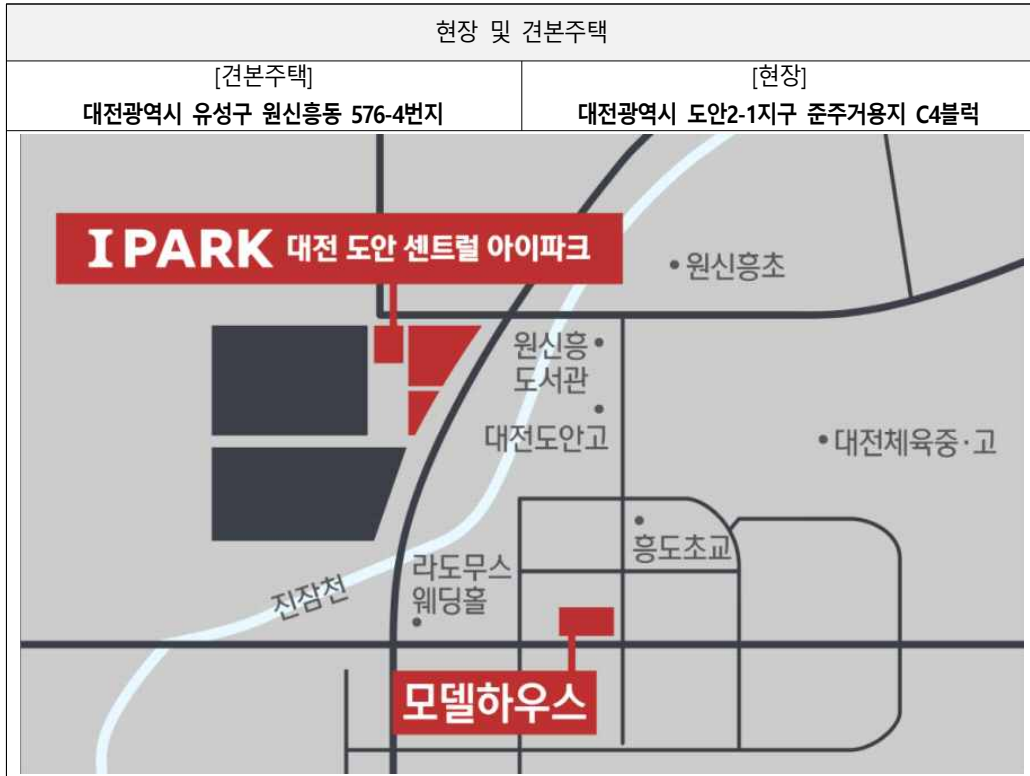 현장 및 견본주택
[견본주택]
대전광역시 유성구 원신흥동 576-4번지
[현장]
대전광역시 도안2-1지구 준주거용지 C4블럭
I PARK 대전 도안 센트럴 아이파크
•원신흥초
원신흥•
도서관
대전도안고
•대전체육중·고
흥도초교
라도무스
웨딩홀
진잠천
모델하우스